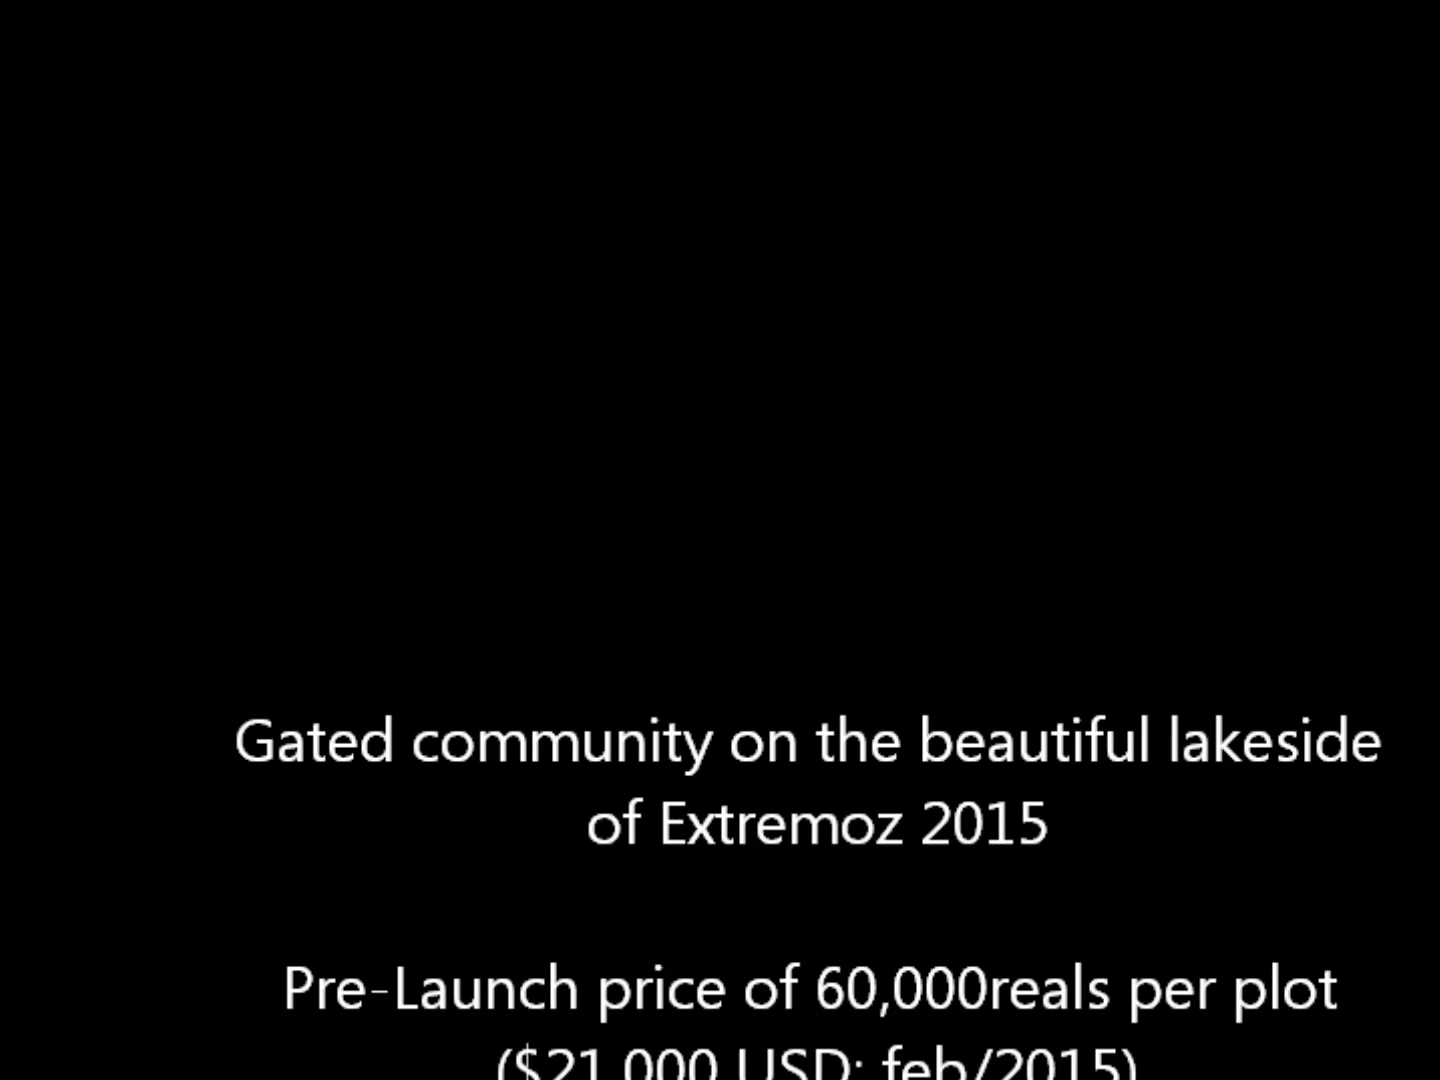 Gated community on the beautiful lakeside
of Extremoz 2015
Pre-Launch price of 60,000reals per plot
($21,000 USD; feb/2015)